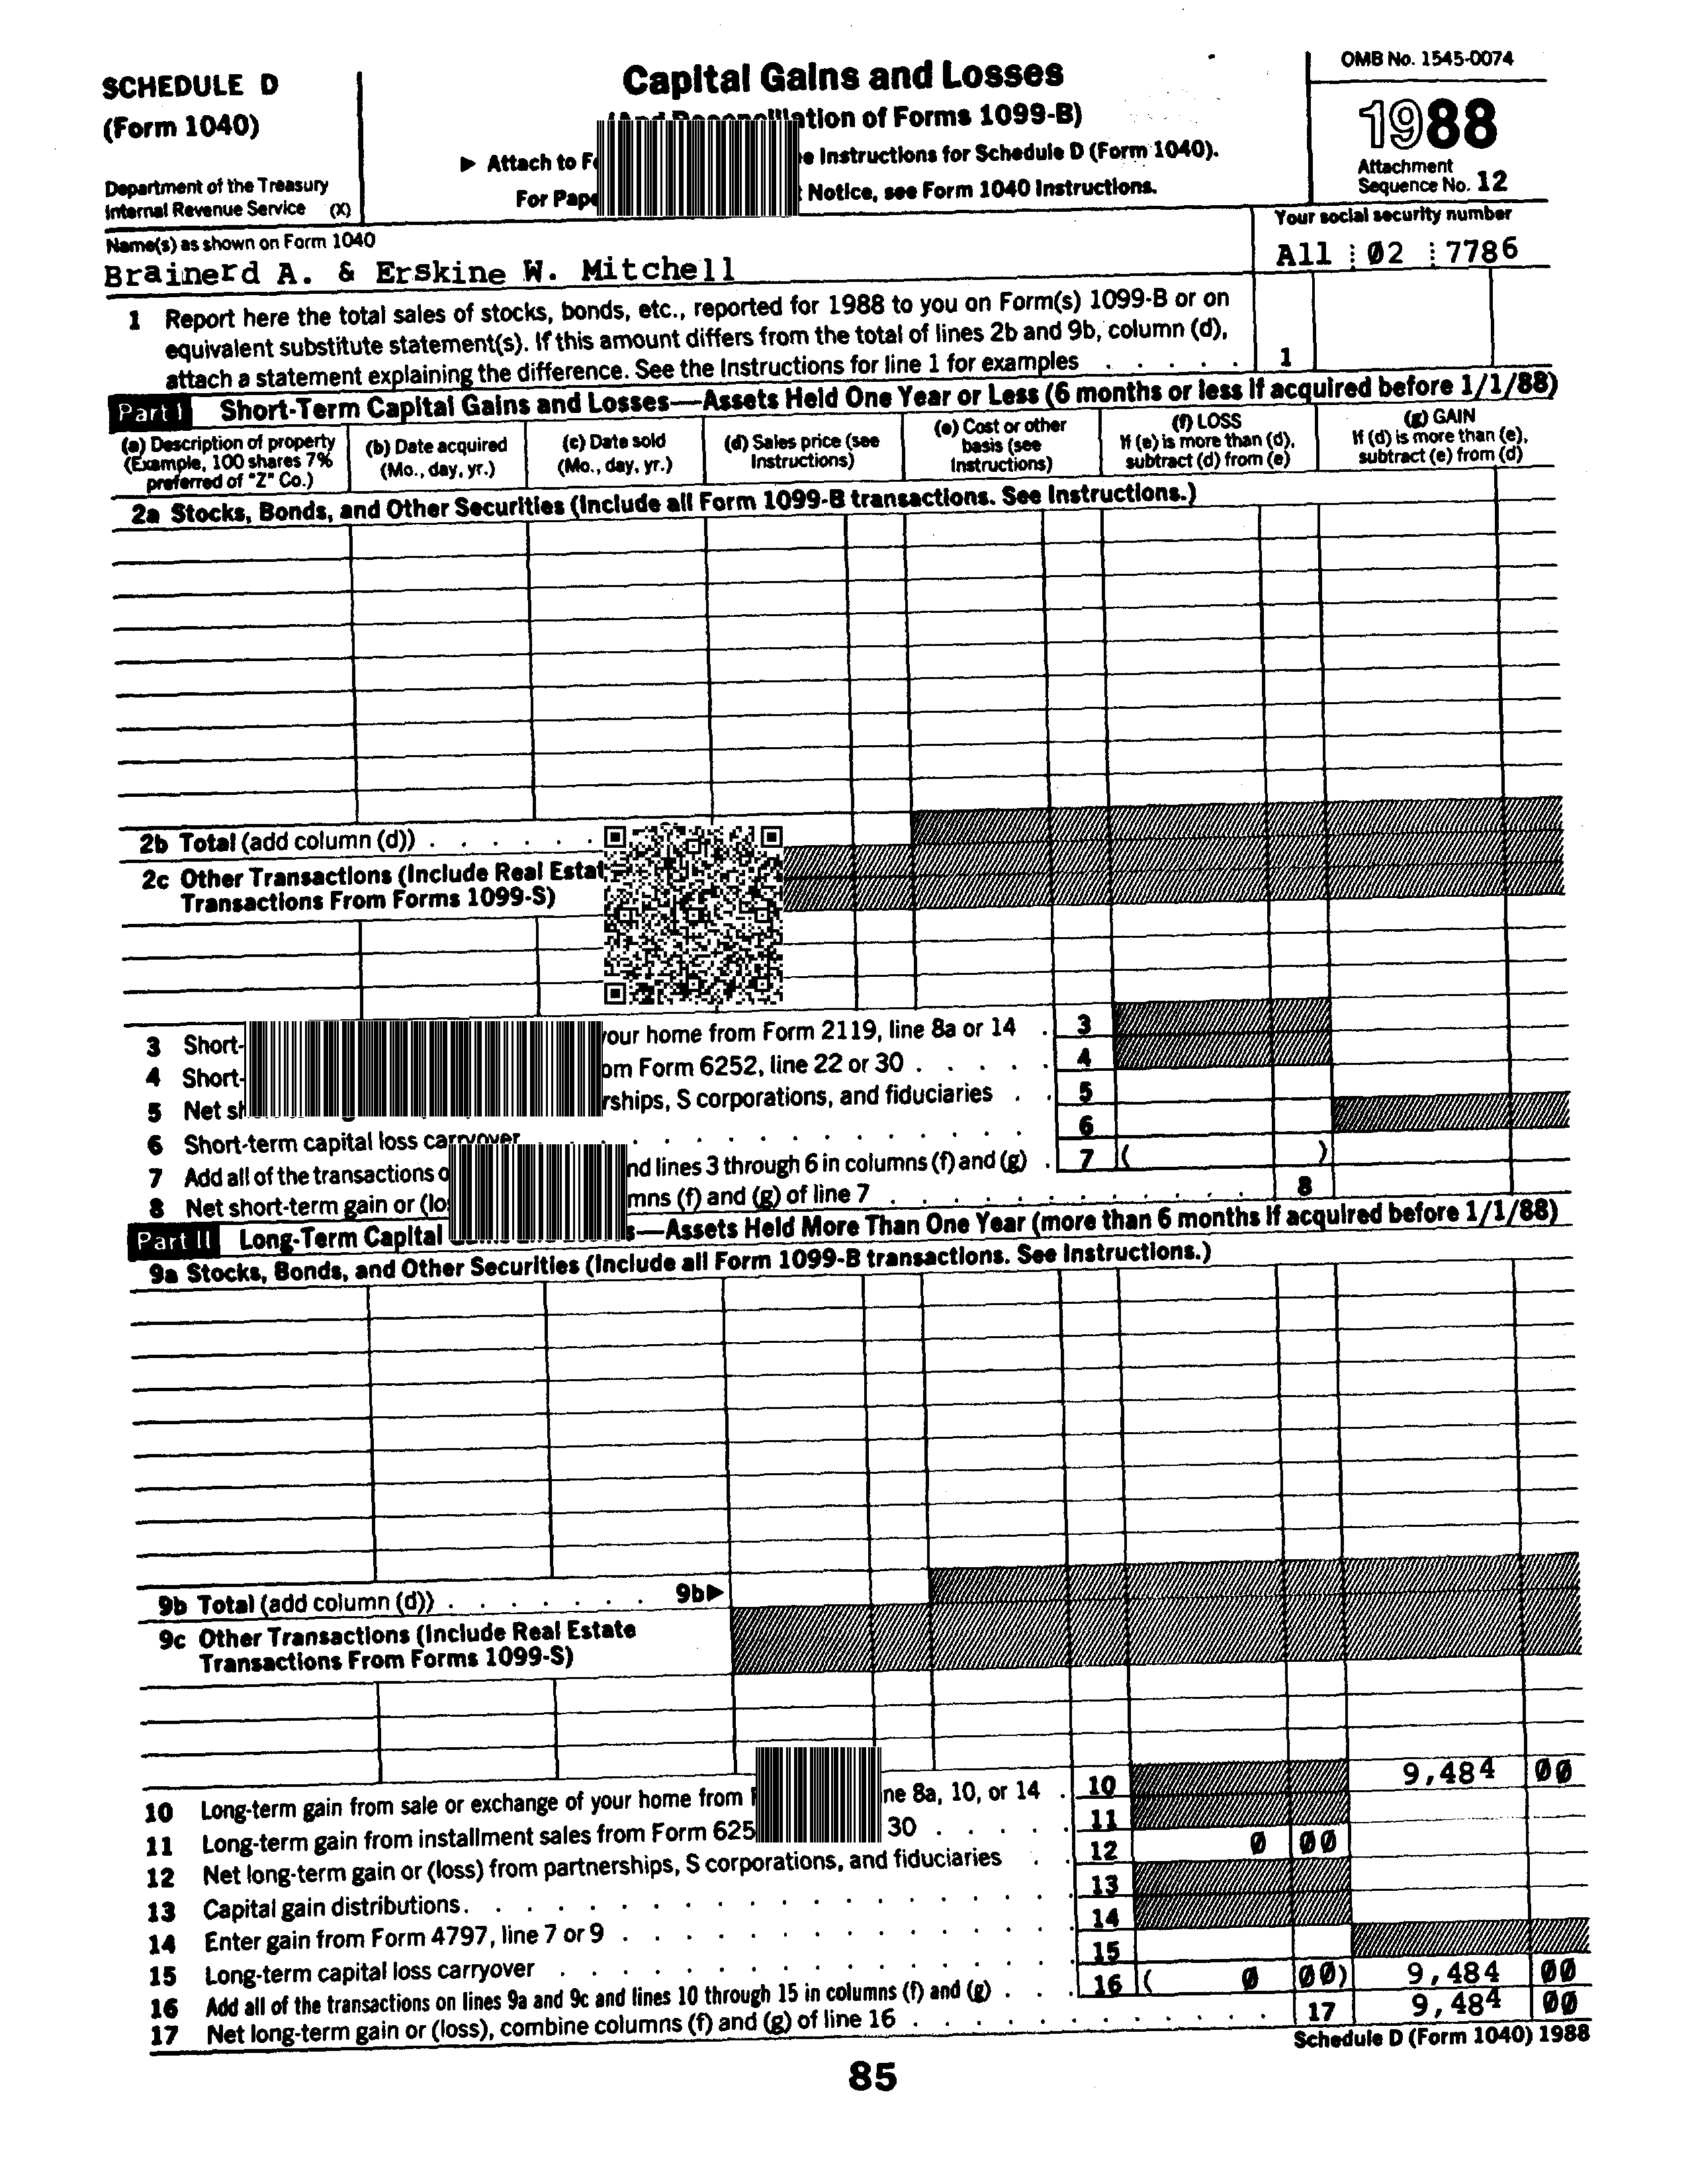 SCHEDULE D
(Form 1040)
Department of the Treasury
Internal Revenue Service (X)
Capital Gains and Losses
ation of Forms 1099-B)
► Attach to Instructions for Schedule D (Form 1040).
For Notice, see Form 1040 Instructions.
OMB No. 1545-0074
1988
Attachment
Sequence No. 12
Name(s) as shown on Form 1040
Brainerd A. & Erskine W. Mitchell
Your social security number
All 02 7786
1 Report here the total sales of stocks, bonds, etc., reported for 1988 to you on Form(s) 1099-B or on
equivalent substitute statement(s). If this amount differs from the total of lines 2b and 9b, column (d),
attach a statement explaining the difference. See the Instructions for line 1 for examples . . . . . 1
Part I Short-Term Capital Gains and Losses—Assets Held One Year or Less (6 months or less if acquired before 1/1/88)
(a) Description of property
(Example, 100 shares 7%
preferred of "Z" Co.)
(b) Date acquired
(Mo., day, yr.)
(c) Date sold
(Mo., day, yr.)
(d) Sales price (see
Instructions)
(e) Cost or other
basis (see
Instructions)
(f) LOSS
If (e) is more than (d),
subtract (d) from (e)
(g) GAIN
If (d) is more than (e),
subtract (e) from (d)
2a Stocks, Bonds, and Other Securities (Include all Form 1099-B transactions. See Instructions.)
2b Total (add column (d)) . . . . . .
2c Other Transactions (Include Real
Transactions From Forms 1099-S)
3 Short- our home from Form 2119, line 8a or 14 . 3
4 Short- Form 6252, line 22 or 30 . . . . . 4
5 Net rships, S corporations, and fiduciaries . . 5
6 Short-term capital loss carryover . . . . . . . . . . . . . . 6
7 Add all of the transactions nd lines 3 through 6 in columns (f) and (g) . 7 ( )
8 Net short-term gain or mns (f) and (g) of line 7 . . . . . . . . . . . 8
Part II Long-Term Capital —Assets Held More Than One Year (more than 6 months if acquired before 1/1/88)
9a Stocks, Bonds, and Other Securities (Include all Form 1099-B transactions. See Instructions.)
9b Total (add column (d)) . . . . . . . 9b►
9c Other Transactions (Include Real Estate
Transactions From Forms 1099-S)
10 Long-term gain from sale or exchange of your home from ne 8a, 10, or 14 . 10 9,484 00
11 Long-term gain from installment sales from Form 30 . . . . . 11
12 Net long-term gain or (loss) from partnerships, S corporations, and fiduciaries . . 12 0 00
13 Capital gain distributions . . . . . . . . . . . . . . . . 13
14 Enter gain from Form 4797, line 7 or 9 . . . . . . . . . . . . 14
15 Long-term capital loss carryover . . . . . . . . . . . . . . 15
16 Add all of the transactions on lines 9a and 9c and lines 10 through 15 in columns (f) and (g) . . . 16 ( 0 00) 9,484 00
17 Net long-term gain or (loss), combine columns (f) and (g) of line 16 . . . . . . . . . . . 17 9,484 00
Schedule D (Form 1040) 1988
85